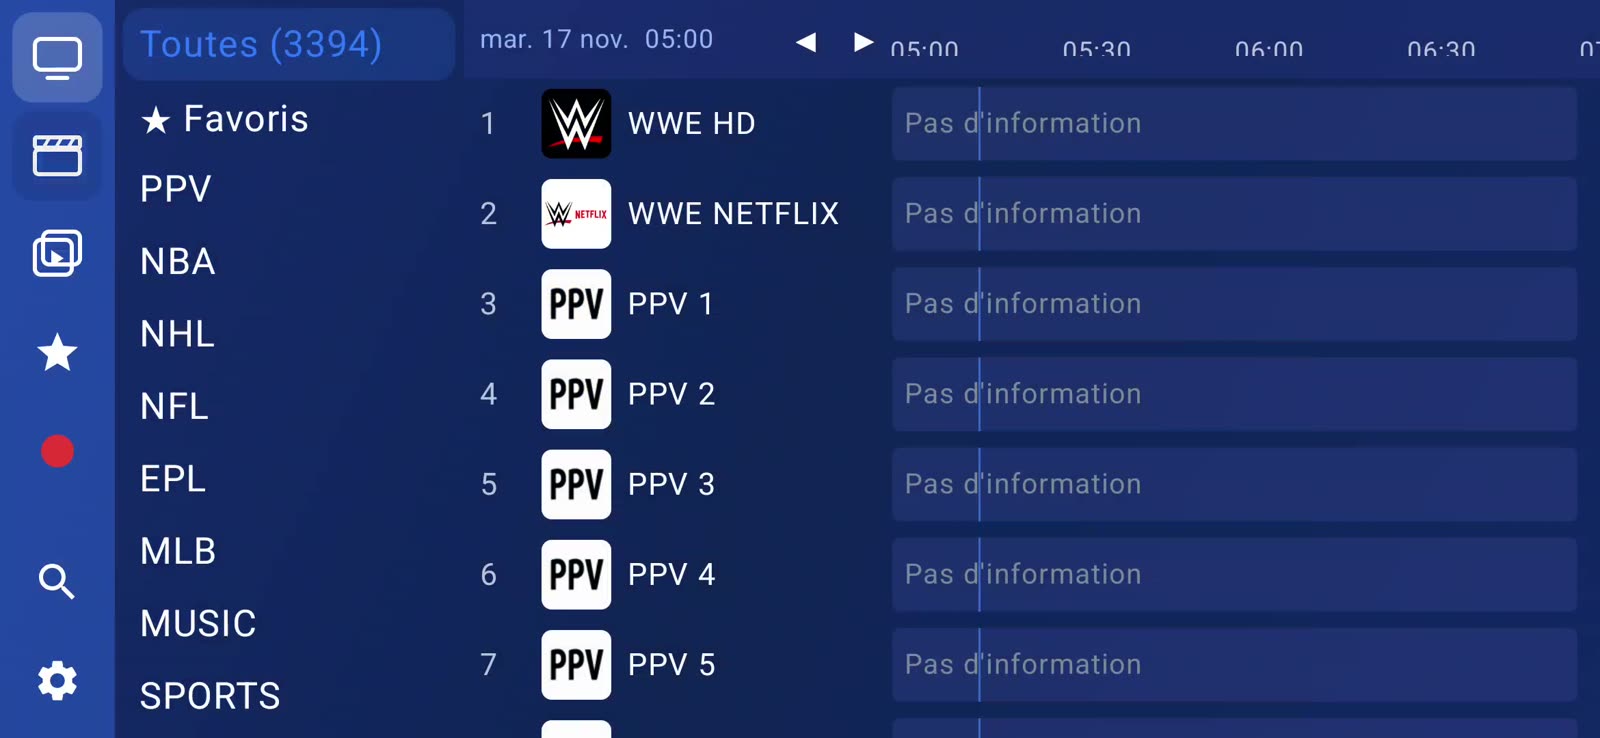 Toutes (3394)
★ Favoris
PPV
NBA
NHL
NFL
EPL
MLB
MUSIC
SPORTS
mar. 17 nov. 05:00
05:00 05:30 06:00 06:30
1 WWE HD Pas d'information
2 NETFLIX WWE NETFLIX Pas d'information
3 PPV PPV 1 Pas d'information
4 PPV PPV 2 Pas d'information
5 PPV PPV 3 Pas d'information
6 PPV PPV 4 Pas d'information
7 PPV PPV 5 Pas d'information